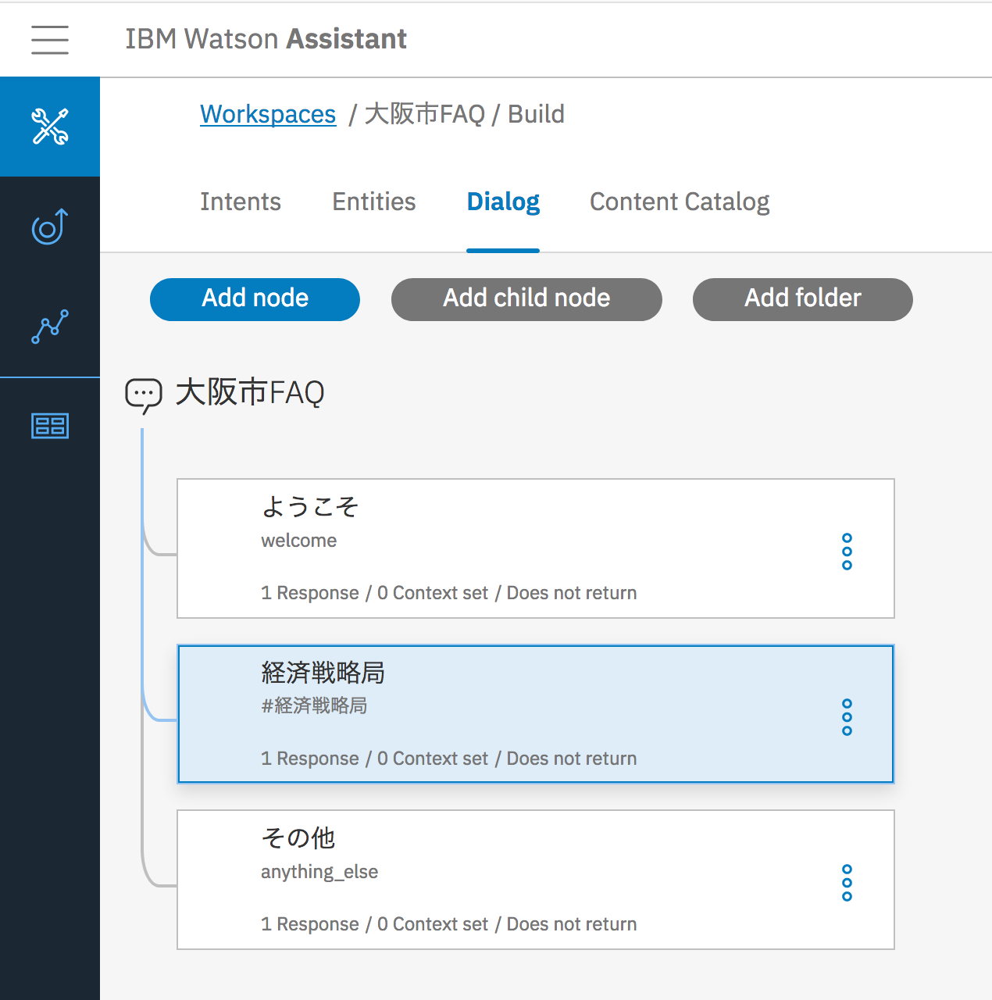 IBM Watson Assistant
Workspaces / 大阪市FAQ / Build
Intents Entities Dialog Content Catalog
Add node Add child node Add folder
大阪市FAQ
ようこそ
welcome
1 Response / 0 Context set / Does not return
経済戦略局
#経済戦略局
1 Response / 0 Context set / Does not return
その他
anything_else
1 Response / 0 Context set / Does not return